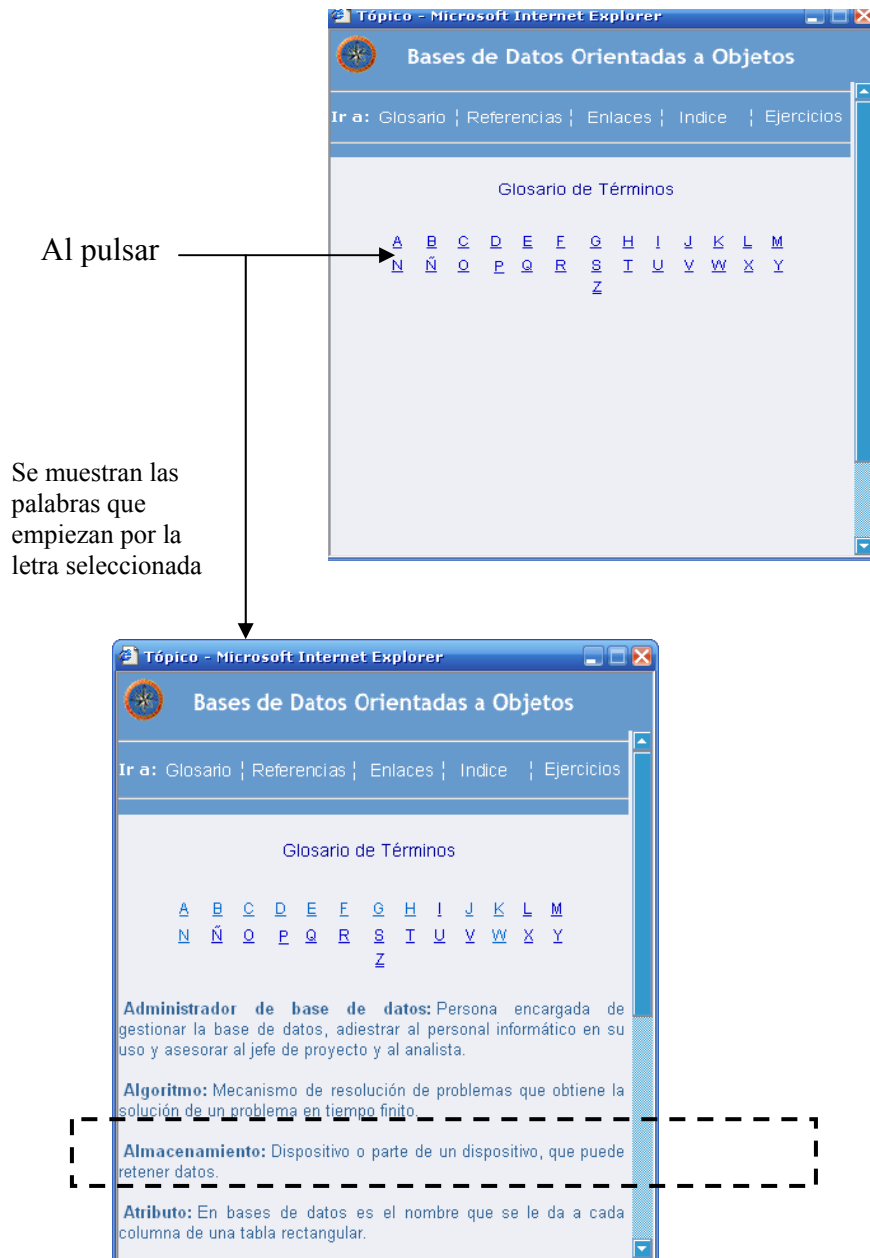 Tópico - Microsoft Internet Explorer
Bases de Datos Orientadas a Objetos
Ir a: Glosario ¦ Referencias ¦ Enlaces ¦ Indice ¦ Ejercicios
Glosario de Términos
A B C D E F G H I J K L M
N Ñ O P Q R S T U V W X Y
Z
Al pulsar
Se muestran las
palabras que
empiezan por la
letra seleccionada
Tópico - Microsoft Internet Explorer
Bases de Datos Orientadas a Objetos
Ir a: Glosario ¦ Referencias ¦ Enlaces ¦ Indice ¦ Ejercicios
Glosario de Términos
A B C D E F G H I J K L M
N Ñ O P Q R S T U V W X Y
Z
Administrador de base de datos: Persona encargada de
gestionar la base de datos, adiestrar al personal informático en su
uso y asesorar al jefe de proyecto y al analista.
Algoritmo: Mecanismo de resolución de problemas que obtiene la
solución de un problema en tiempo finito.
Almacenamiento: Dispositivo o parte de un dispositivo, que puede
retener datos.
Atributo: En bases de datos es el nombre que se le da a cada
columna de una tabla rectangular.